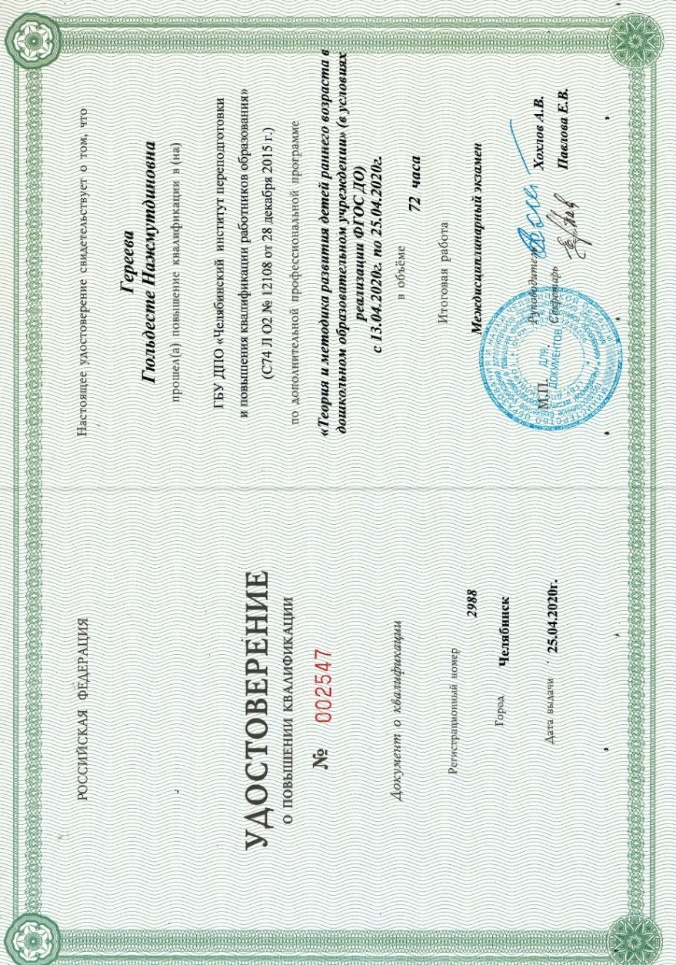 РОССИЙСКАЯ ФЕДЕРАЦИЯ
УДОСТОВЕРЕНИЕ
О ПОВЫШЕНИИ КВАЛИФИКАЦИИ
№ 002547
Документ о квалификации
Регистрационный номер
2988
Город
Челябинск
Дата выдачи
25.04.2020г.
Настоящее удостоверение свидетельствует о том, что
Гереева
Гюльдесте Нажмутдиновна
прошел(а) повышение квалификации в (на)
ГБУ ДПО «Челябинский институт переподготовки
и повышения квалификации работников образования»
(С74 Л О2 № 12108 от 28 декабря 2015 г.)
по дополнительной профессиональной программе
«Теория и методика развития детей раннего возраста в
дошкольном образовательном учреждении» (в условиях
реализации ФГОС ДО)
с 13.04.2020г. по 25.04.2020г.
в объёме
72 часа
Итоговая работа
Междисциплинарный экзамен
Руководитель
Хохлов А.В.
М.П.
Секретарь
Павлова Е.В.
ДЛЯ
ДОКУМЕНТОВ